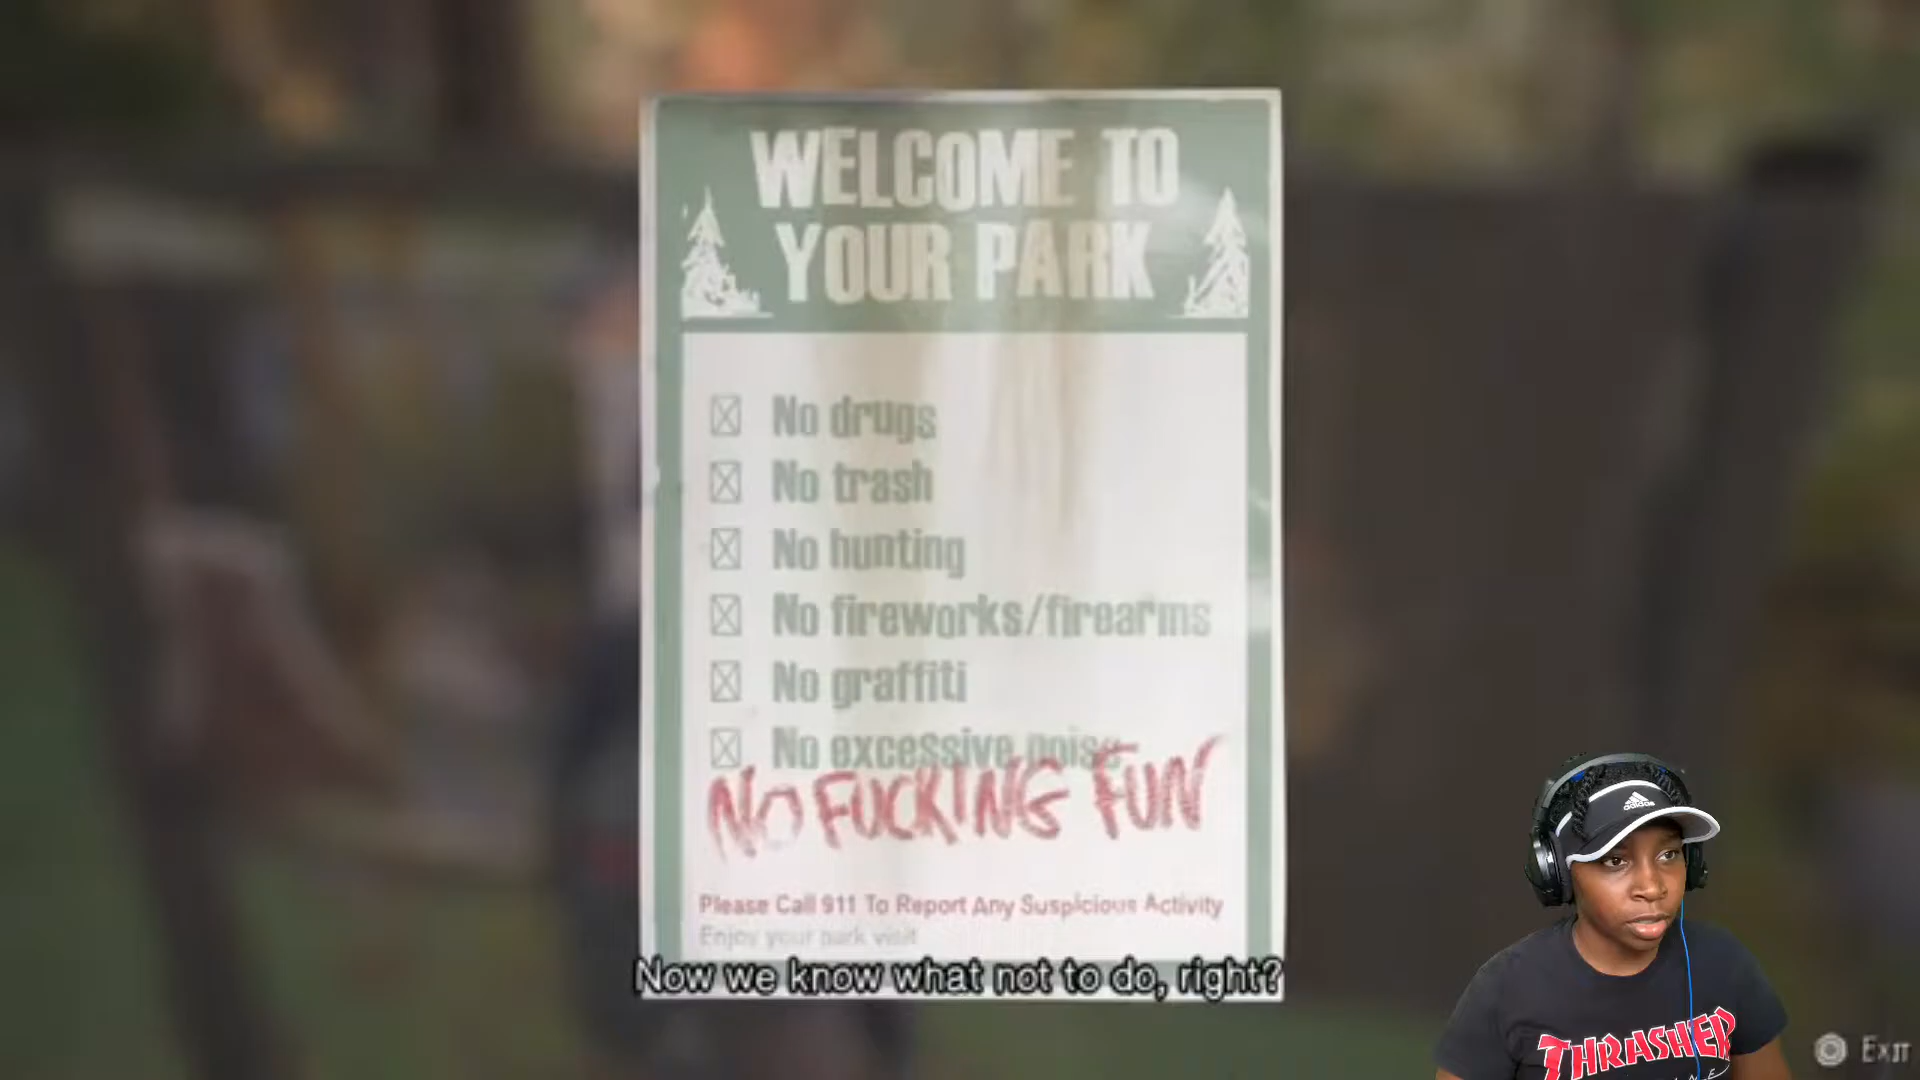 WELCOME TO
YOUR PARK
No drugs
No trash
No hunting
No fireworks/firearms
No graffiti
No excessive noise
NO FUCKING FUN
Please Call 911 To Report Any Suspicious Activity
Enjoy your park visit
Now we know what not to do, right?
adidas
THRASHER
Exit